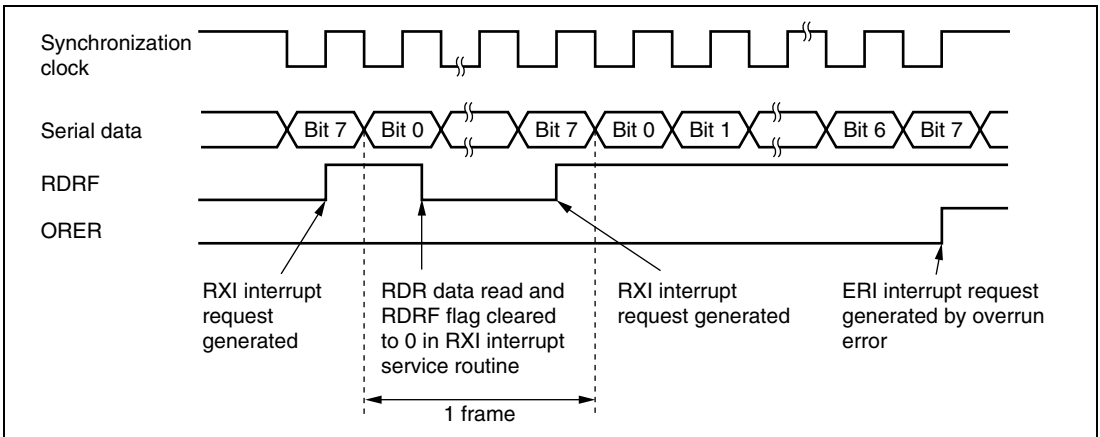 Synchronization
clock
Serial data
Bit 7
Bit 0
Bit 7
Bit 0
Bit 1
Bit 6
Bit 7
RDRF
ORER
RXI interrupt
request
generated
RDR data read and
RDRF flag cleared
to 0 in RXI interrupt
service routine
RXI interrupt
request generated
ERI interrupt request
generated by overrun
error
1 frame